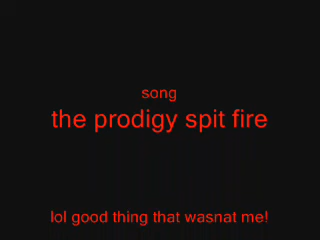 song
the prodigy spit fire
lol good thing that wasnat me!